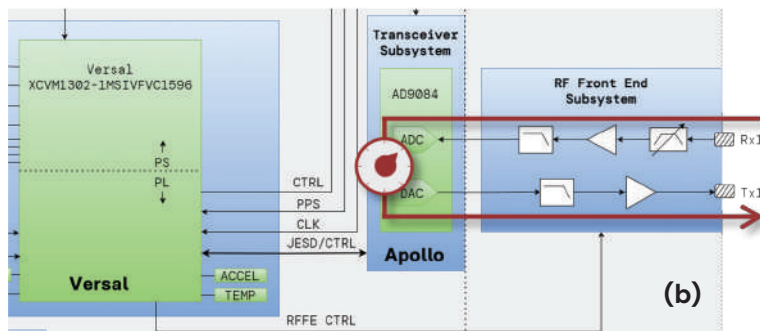 Versal
XCVM1302-1MSIVFVC1596
PS
PL
Versal
CTRL
PPS
CLK
JESD/CTRL
ACCEL
TEMP
RFFE CTRL
Transceiver
Subsystem
AD9084
ADC
DAC
Apollo
RF Front End
Subsystem
Rx1
Tx1
(b)